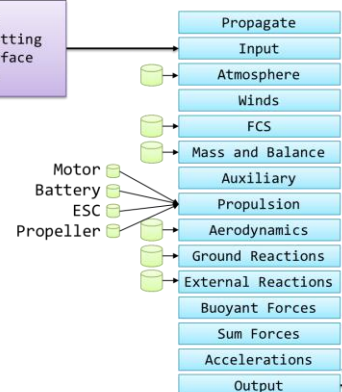 tting
face
Propagate
Input
Atmosphere
Winds
FCS
Mass and Balance
Auxiliary
Motor
Battery
ESC
Propeller
Propulsion
Aerodynamics
Ground Reactions
External Reactions
Buoyant Forces
Sum Forces
Accelerations
Output